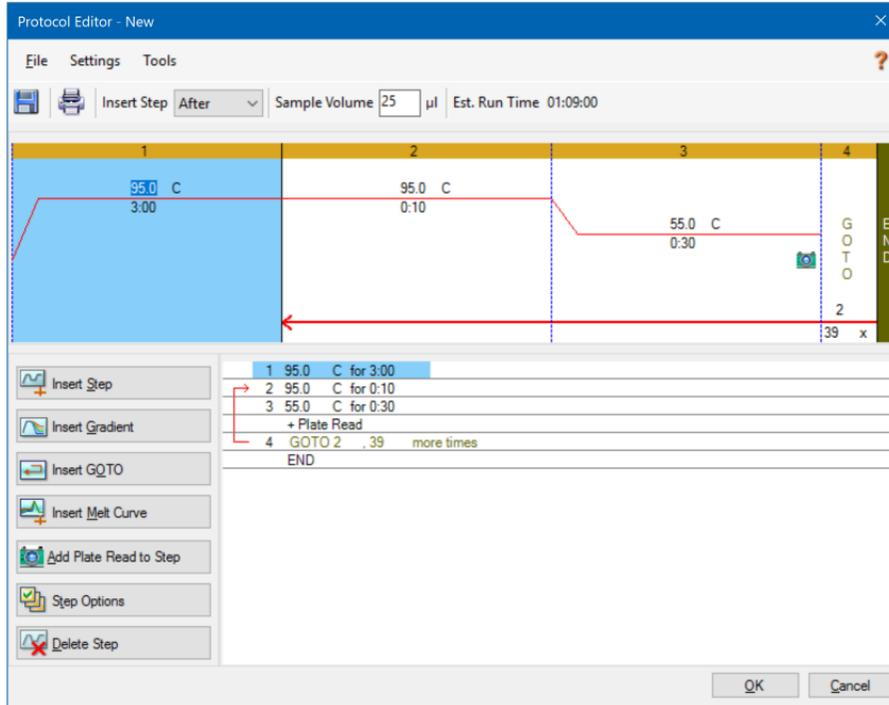 Protocol Editor - New
File Settings Tools ?
Insert Step After Sample Volume 25 µl Est. Run Time 01:09:00
1 2 3 4
95.0 C
3:00
95.0 C
0:10
55.0 C
0:30
GOTO
2
39 x
END
Insert Step
Insert Gradient
Insert GOTO
Insert Melt Curve
Add Plate Read to Step
Step Options
Delete Step
1 95.0 C for 3:00
2 95.0 C for 0:10
3 55.0 C for 0:30
+ Plate Read
4 GOTO 2 , 39 more times
END
OK Cancel